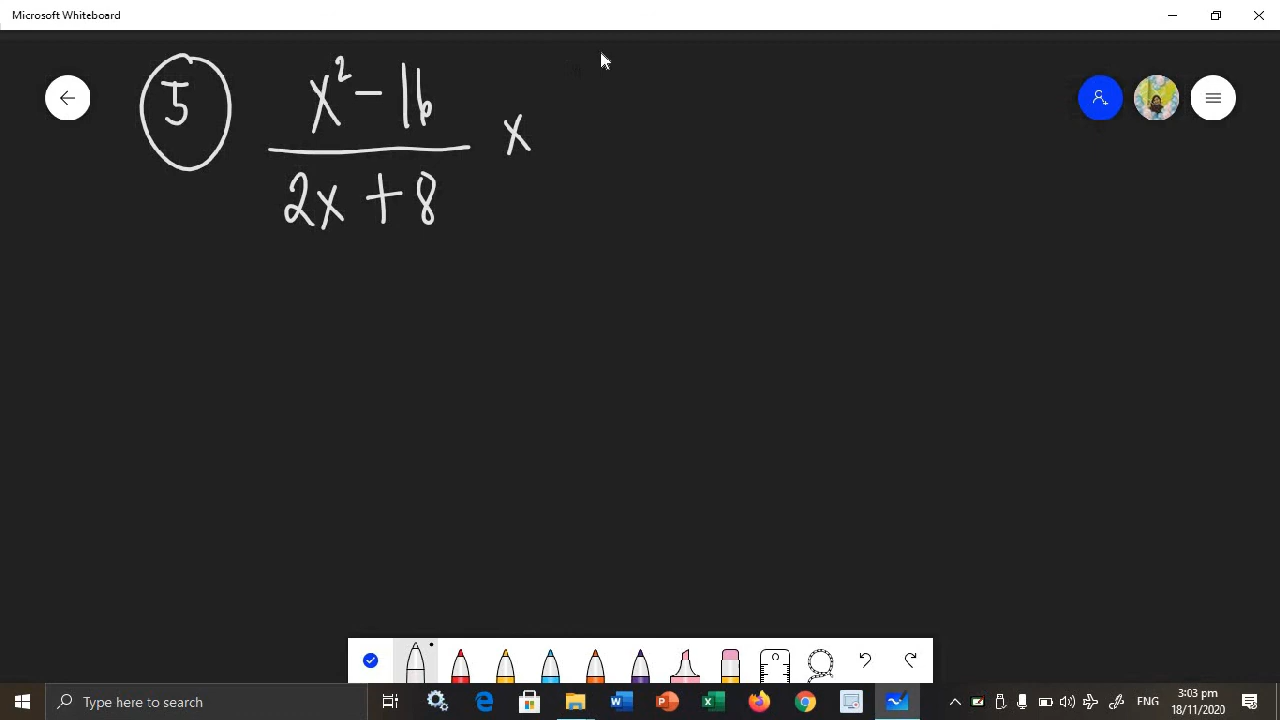 Microsoft Whiteboard
5
x² - 16
x
2x + 8
Type here to search
ENG
3:03 pm
18/11/2020